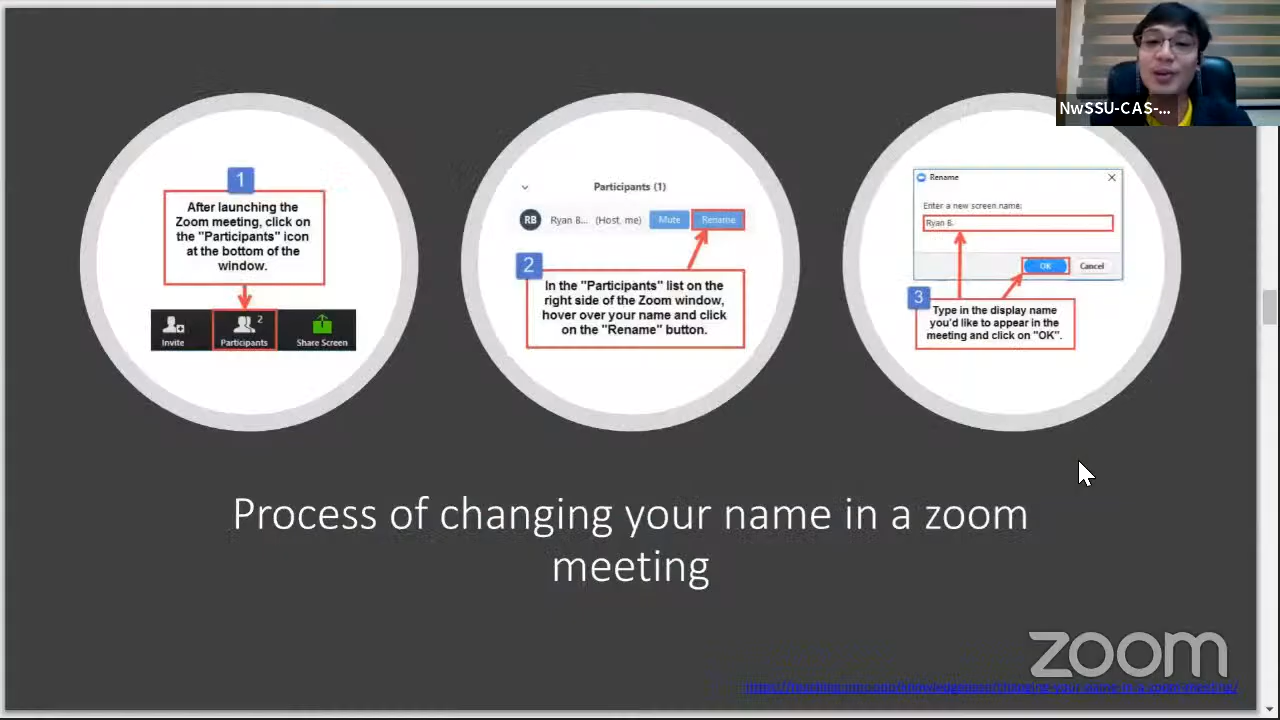 NwSSU-CAS-...
1
After launching the
Zoom meeting, click on
the "Participants" icon
at the bottom of the
window.
Invite
Participants
2
Share Screen
Participants (1)
RB
Ryan B... (Host, me)
Mute
Rename
2
In the "Participants" list on the
right side of the Zoom window,
hover over your name and click
on the "Rename" button.
Rename
Enter a new screen name:
Ryan B.
OK
Cancel
3
Type in the display name
you'd like to appear in the
meeting and click on "OK".
Process of changing your name in a zoom
meeting
zoom